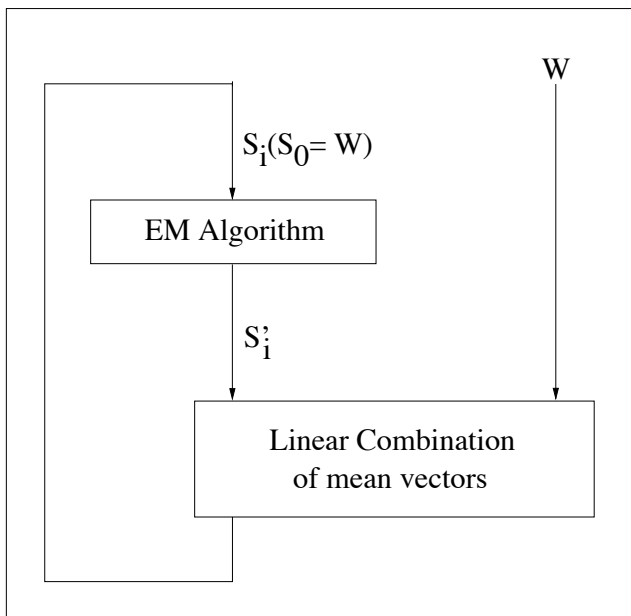 W
S_i(S_0= W)
EM Algorithm
S'_i
Linear Combination
of mean vectors